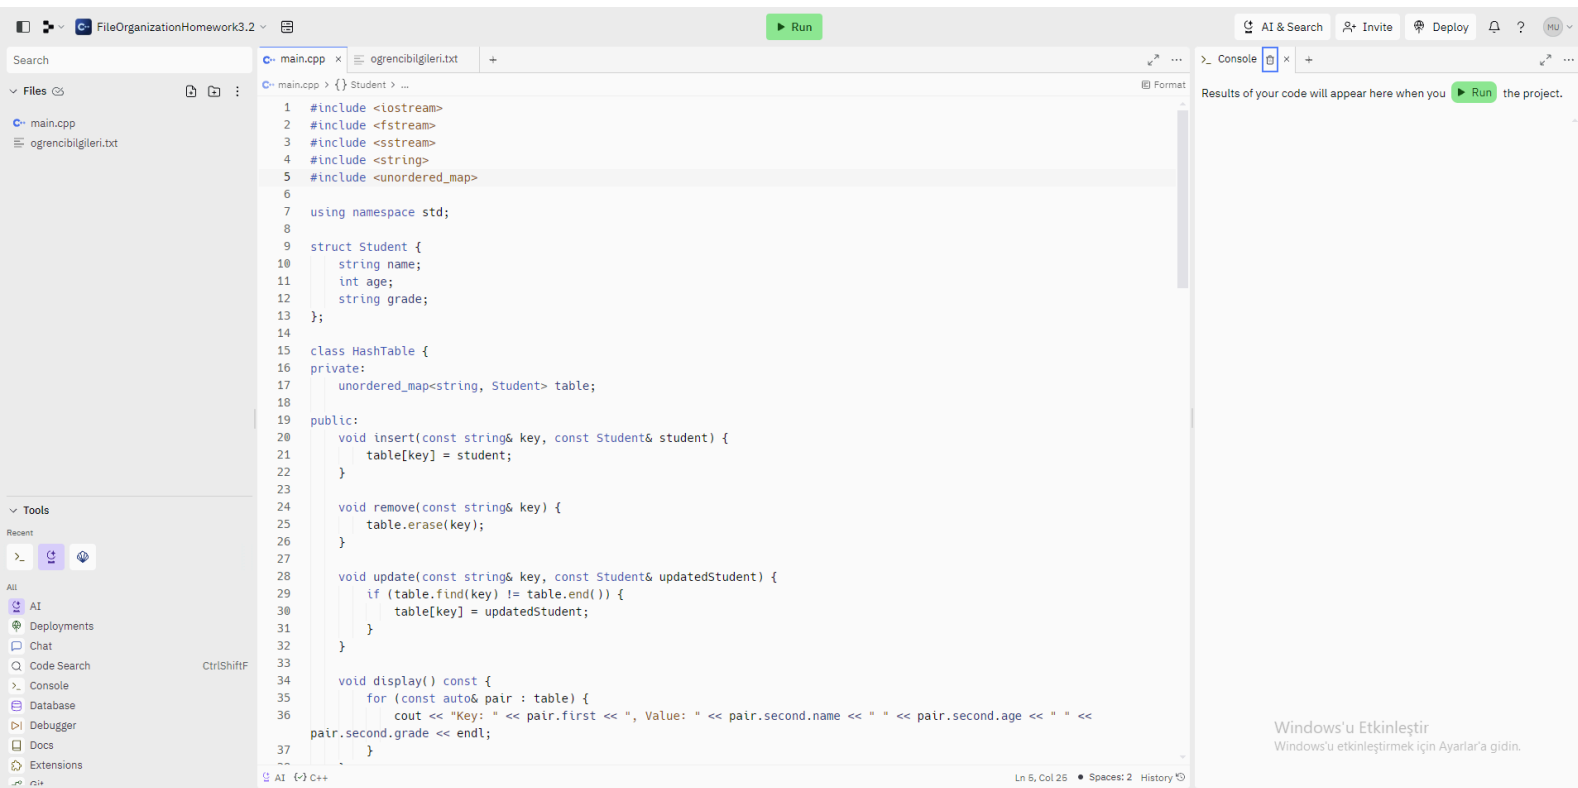 FileOrganizationHomework3.2
Run
AI & Search
Invite
Deploy
?
MU
Search
Files
main.cpp
ogrencibilgileri.txt
Tools
Recent
All
AI
Deployments
Chat
Code Search CtrlShiftF
Console
Database
Debugger
Docs
Extensions
Git
main.cpp × ogrencibilgileri.txt +
main.cpp > {} Student > ...
Format
1 #include <iostream>
2 #include <fstream>
3 #include <sstream>
4 #include <string>
5 #include <unordered_map>
6
7 using namespace std;
8
9 struct Student {
10 string name;
11 int age;
12 string grade;
13 };
14
15 class HashTable {
16 private:
17 unordered_map<string, Student> table;
18
19 public:
20 void insert(const string& key, const Student& student) {
21 table[key] = student;
22 }
23
24 void remove(const string& key) {
25 table.erase(key);
26 }
27
28 void update(const string& key, const Student& updatedStudent) {
29 if (table.find(key) != table.end()) {
30 table[key] = updatedStudent;
31 }
32 }
33
34 void display() const {
35 for (const auto& pair : table) {
36 cout << "Key: " << pair.first << ", Value: " << pair.second.name << " " << pair.second.age << " " <<
pair.second.grade << endl;
37 }
AI C++
Ln 5, Col 25 • Spaces: 2 History
Console × +
Results of your code will appear here when you Run the project.
Windows'u Etkinleştir
Windows'u etkinleştirmek için Ayarlar'a gidin.